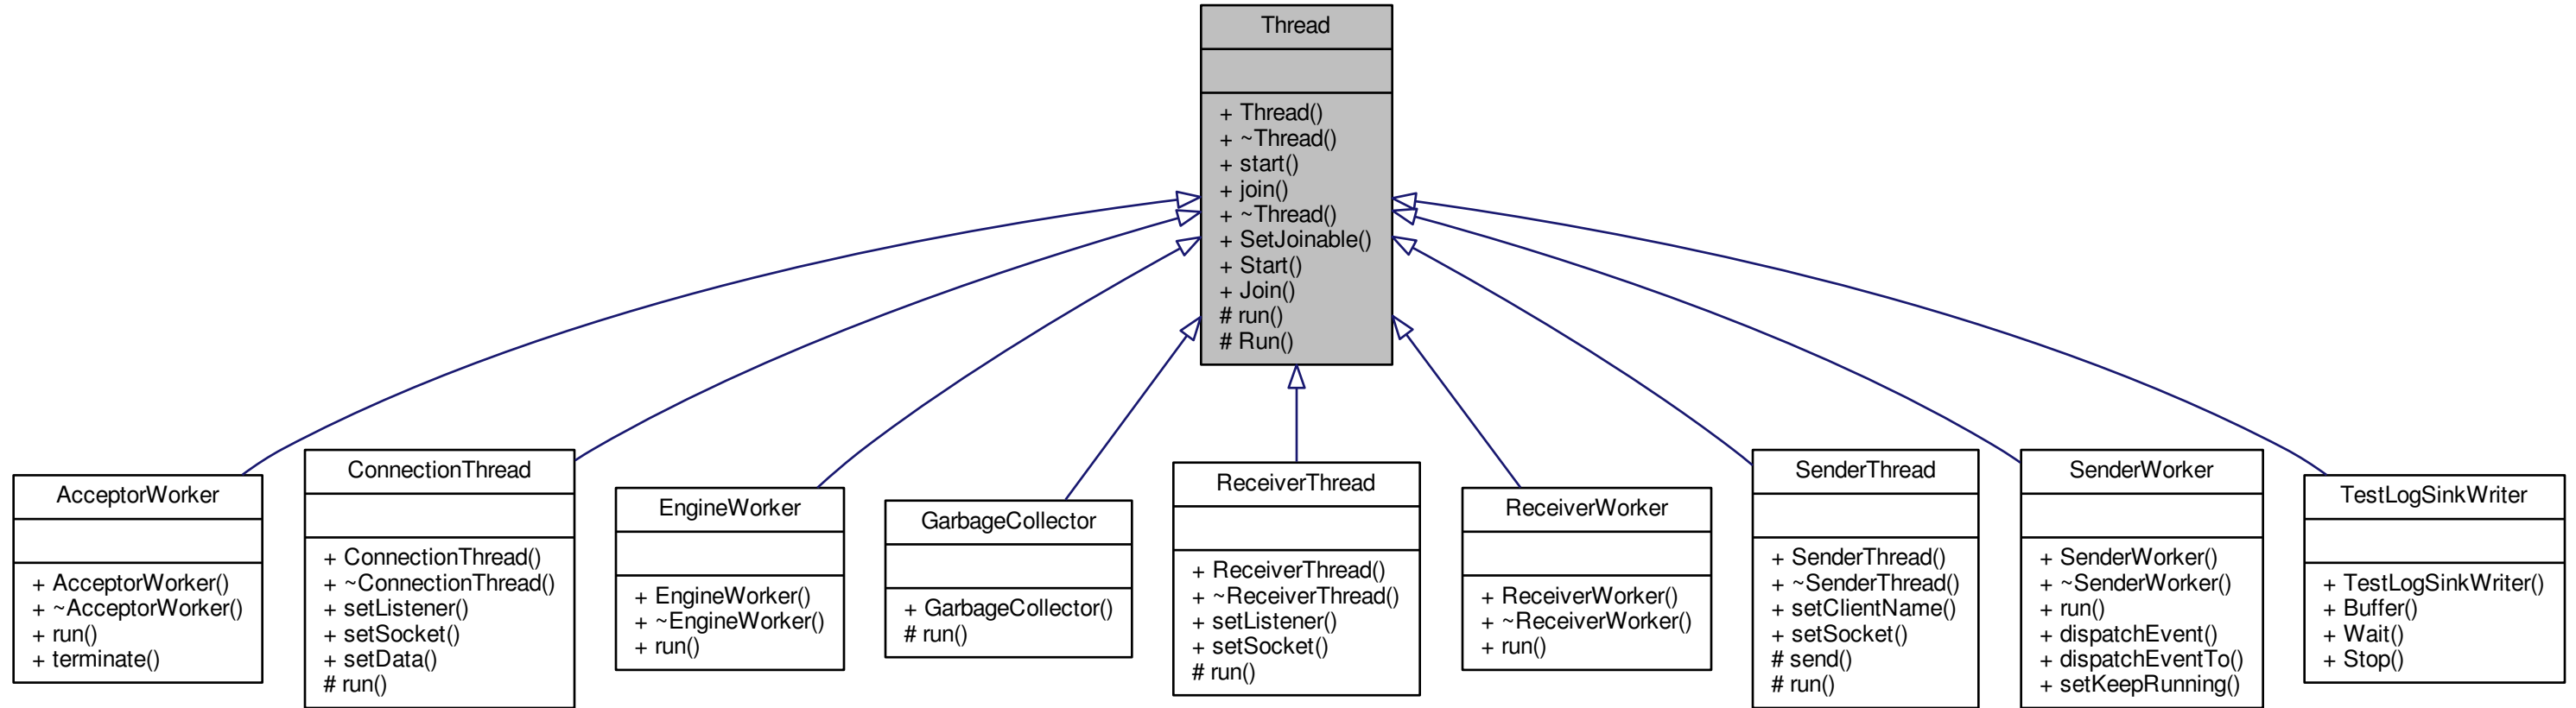 Thread
+ Thread()
+ ~Thread()
+ start()
+ join()
+ ~Thread()
+ SetJoinable()
+ Start()
+ Join()
# run()
# Run()
AcceptorWorker
+ AcceptorWorker()
+ ~AcceptorWorker()
+ run()
+ terminate()
ConnectionThread
+ ConnectionThread()
+ ~ConnectionThread()
+ setListener()
+ setSocket()
+ setData()
# run()
EngineWorker
+ EngineWorker()
+ ~EngineWorker()
+ run()
GarbageCollector
+ GarbageCollector()
# run()
ReceiverThread
+ ReceiverThread()
+ ~ReceiverThread()
+ setListener()
+ setSocket()
# run()
ReceiverWorker
+ ReceiverWorker()
+ ~ReceiverWorker()
+ run()
SenderThread
+ SenderThread()
+ ~SenderThread()
+ setClientName()
+ setSocket()
# send()
# run()
SenderWorker
+ SenderWorker()
+ ~SenderWorker()
+ run()
+ dispatchEvent()
+ dispatchEventTo()
+ setKeepRunning()
TestLogSinkWriter
+ TestLogSinkWriter()
+ Buffer()
+ Wait()
+ Stop()